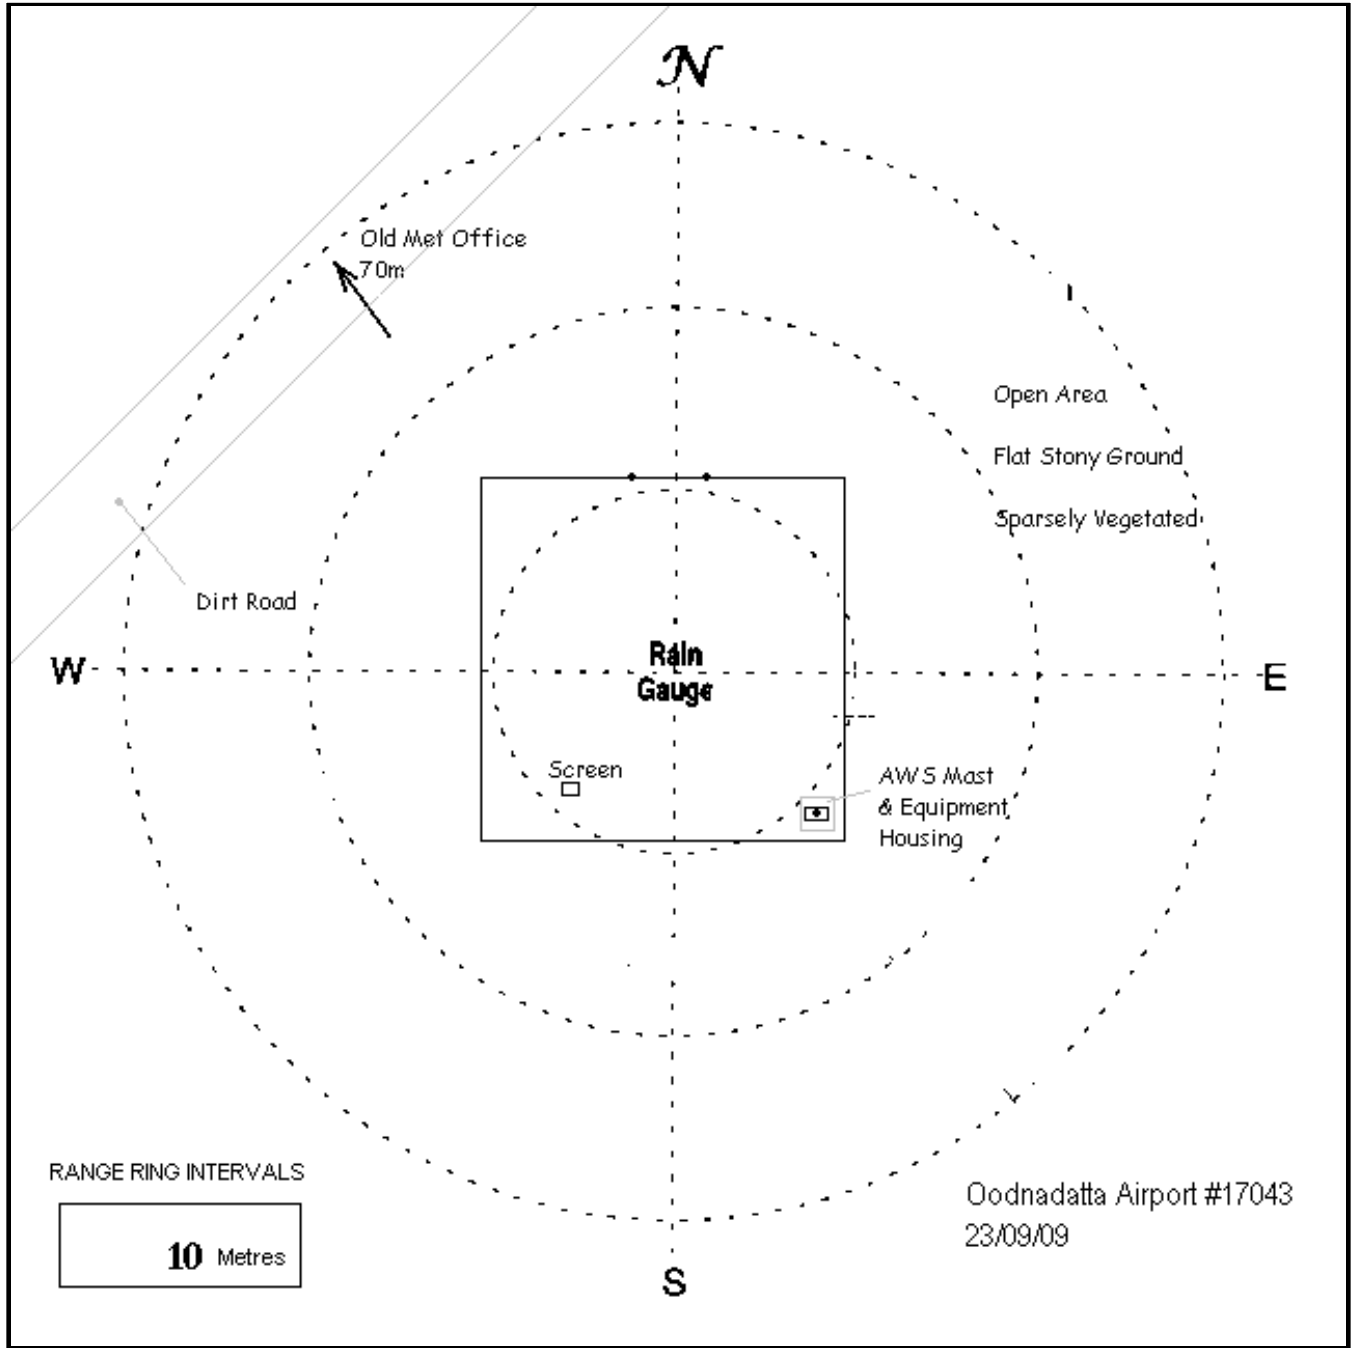 N
Old Met Office
70m
Open Area
Flat Stony Ground
Sparsely Vegetated
Dirt Road
W
Rain
Gauge
E
Screen
AWS Mast
& Equipment
Housing
RANGE RING INTERVALS
10 Metres
Oodnadatta Airport #17043
23/09/09
S